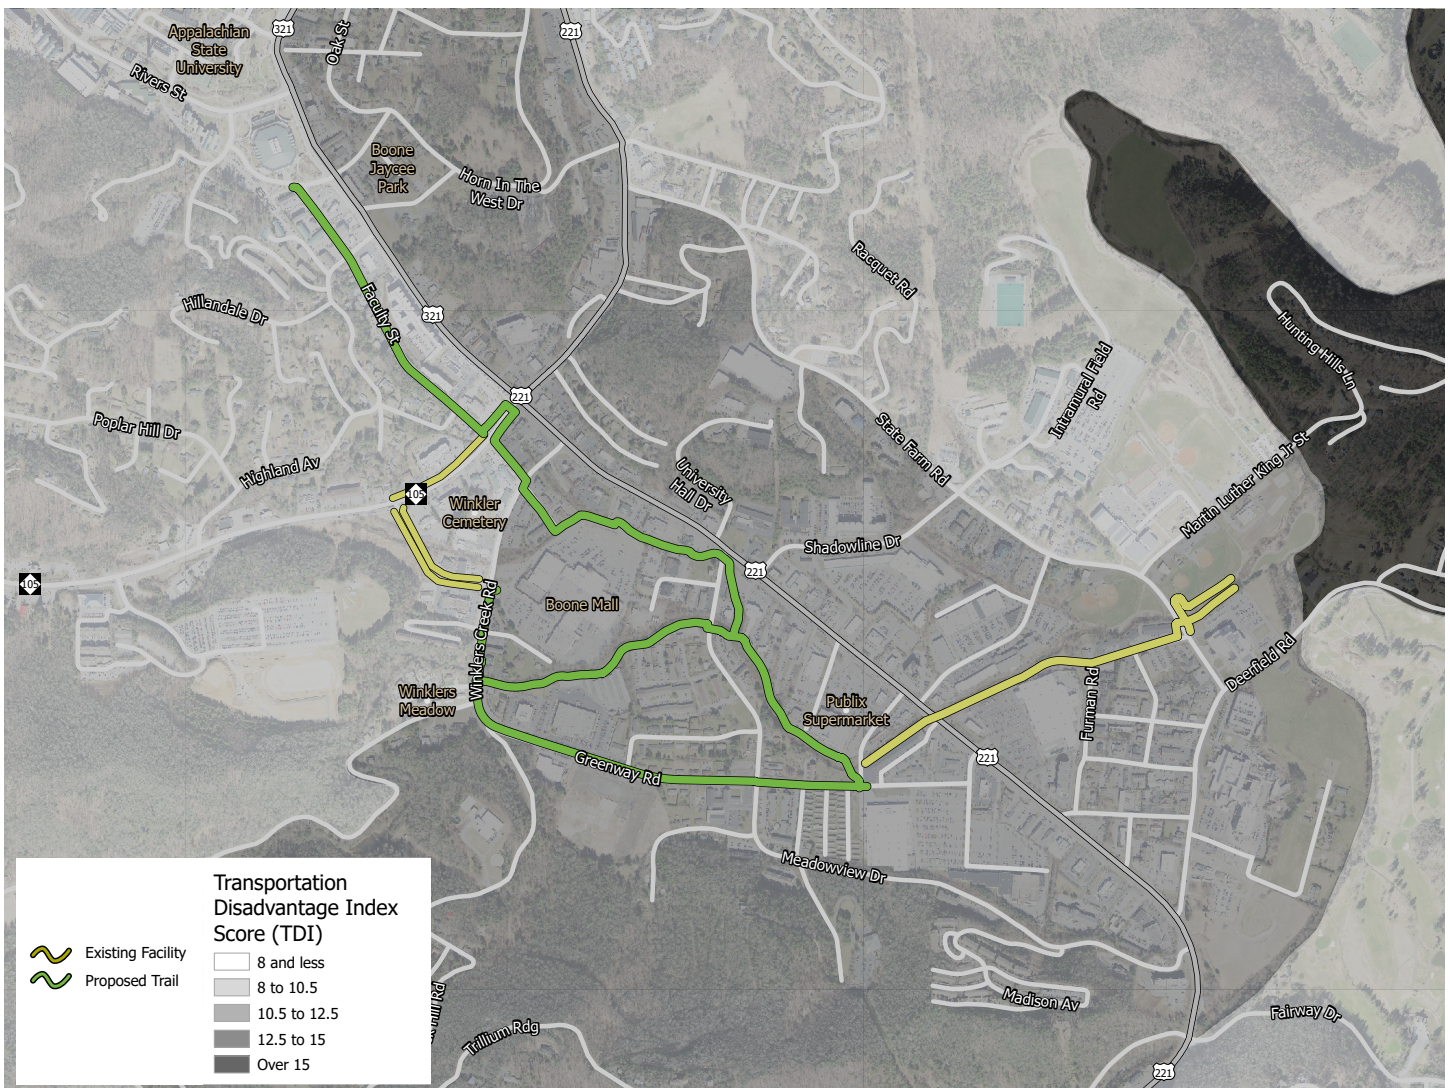 Appalachian
State
University
321
Oak St
221
Rivers St
Boone
Jaycee
Park
Horn In The
West Dr
Racquet Rd
Hillandale Dr
Faculty St
321
Hunting Hills Ln
Intramural Field
Rd
221
Poplar Hill Dr
State Farm Rd
Highland Av
University
Hall Dr
Martin Luther King Jr St
105
Winkler
Cemetery
Shadowline Dr
221
105
Boone Mall
Winklers Creek Rd
Deerfield Rd
Winklers
Meadow
Publix
Supermarket
Furman Rd
221
Greenway Rd
Meadowview Dr
Transportation
Disadvantage Index
Score (TDI)
Existing Facility
Proposed Trail
8 and less
8 to 10.5
10.5 to 12.5
12.5 to 15
Over 15
Hill Rd
Trillium Rdg
Madison Av
Fairway Dr
221